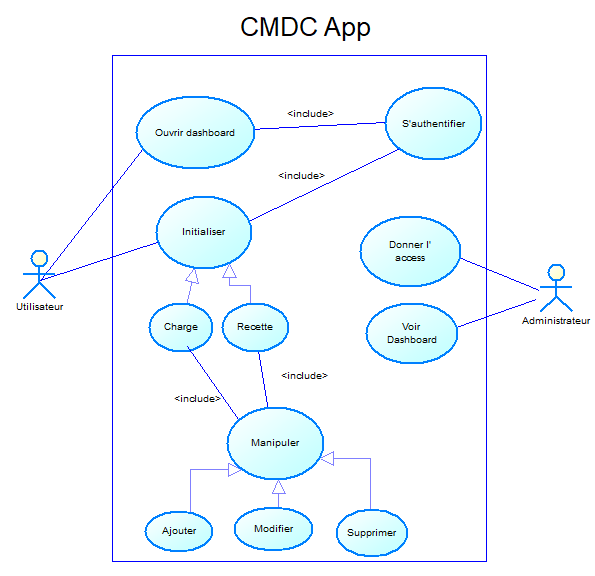 CMDC App
<include>
Ouvrir dashboard
S'authentifier
<include>
Initialiser
Donner l'
access
Utilisateur
Administrateur
Charge
Recette
Voir
Dashboard
<include>
<include>
Manipuler
Ajouter
Modifier
Supprimer